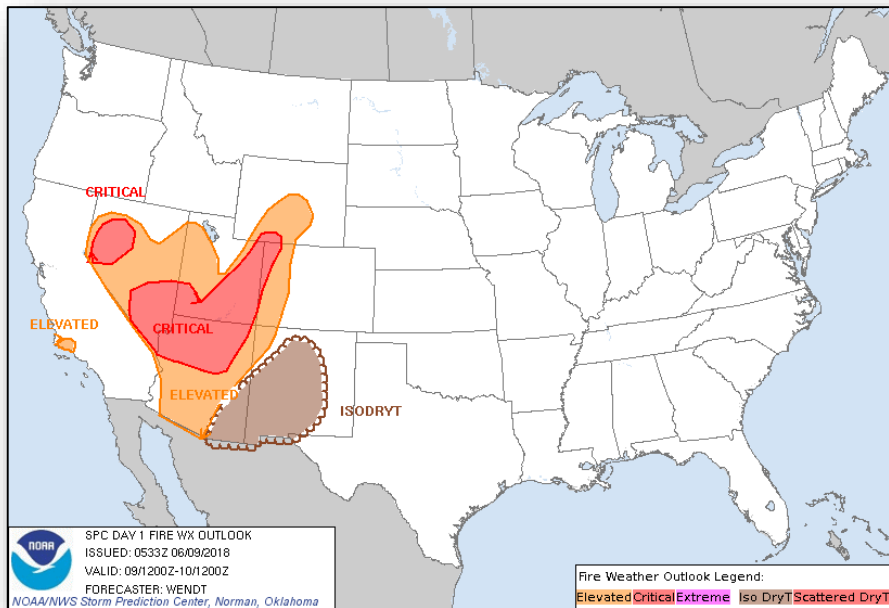 CRITICAL
ELEVATED
CRITICAL
ELEVATED
ISODRYT
NOAA
SPC DAY 1 FIRE WX OUTLOOK
ISSUED: 0533Z 06/09/2018
VALID: 09/1200Z-10/1200Z
FORECASTER: WENDT
NOAA/NWS Storm Prediction Center, Norman, Oklahoma
Fire Weather Outlook Legend:
Elevated Critical Extreme Iso DryT Scattered DryT